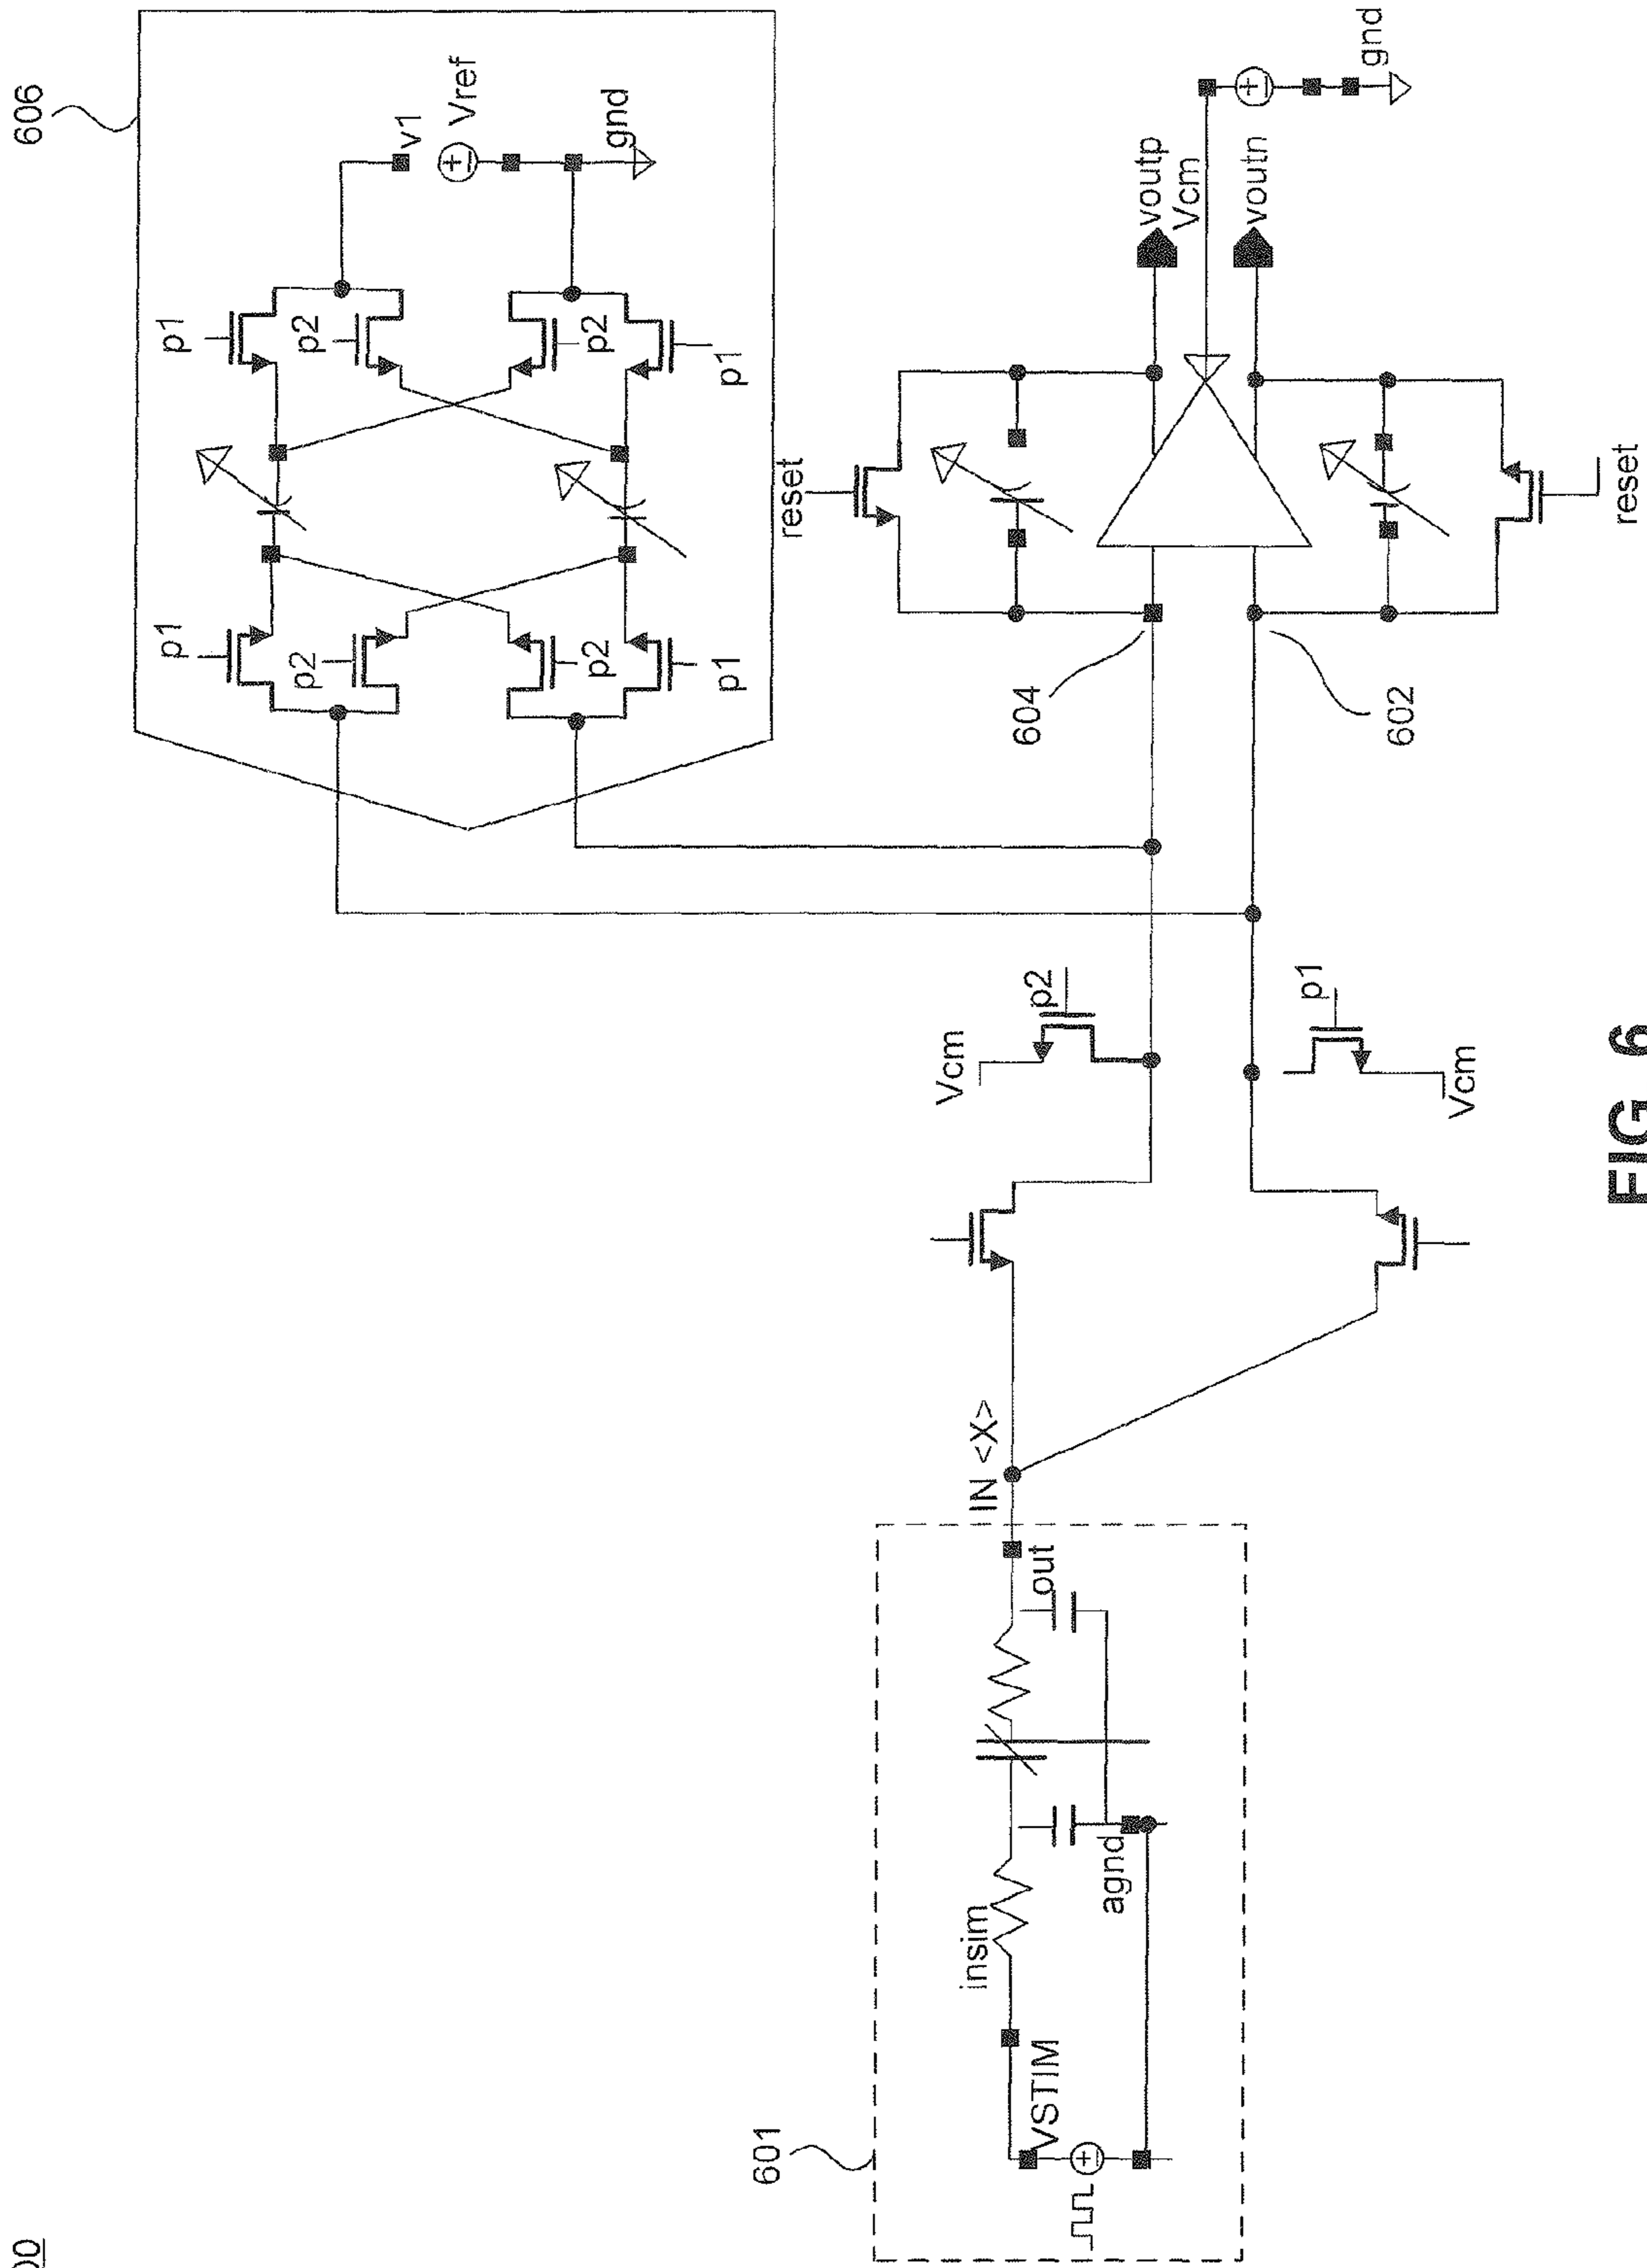 606
p1
p2
p2
p1
v1
Vref
gnd
p1
p2
p2
p1
reset
604
602
voutp
Vcm
voutn
gnd
reset
Vcm
p2
p1
Vcm
IN <X>
601
insim
out
VSTIM
agnd
FIG 6